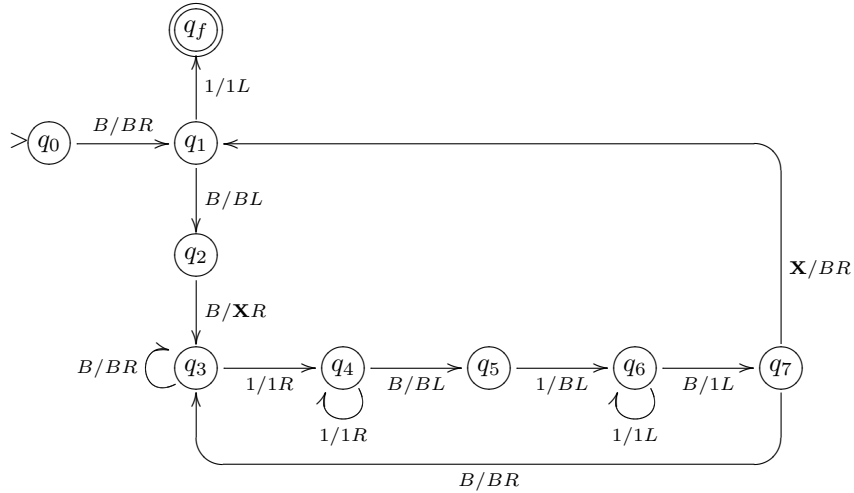 q_f
1/1L
B/BR
>q_0
q_1
B/BL
q_2
X/BR
B/XR
B/BR
q_3
q_4
q_5
q_6
q_7
1/1R
B/BL
1/BL
B/1L
1/1R
1/1L
B/BR